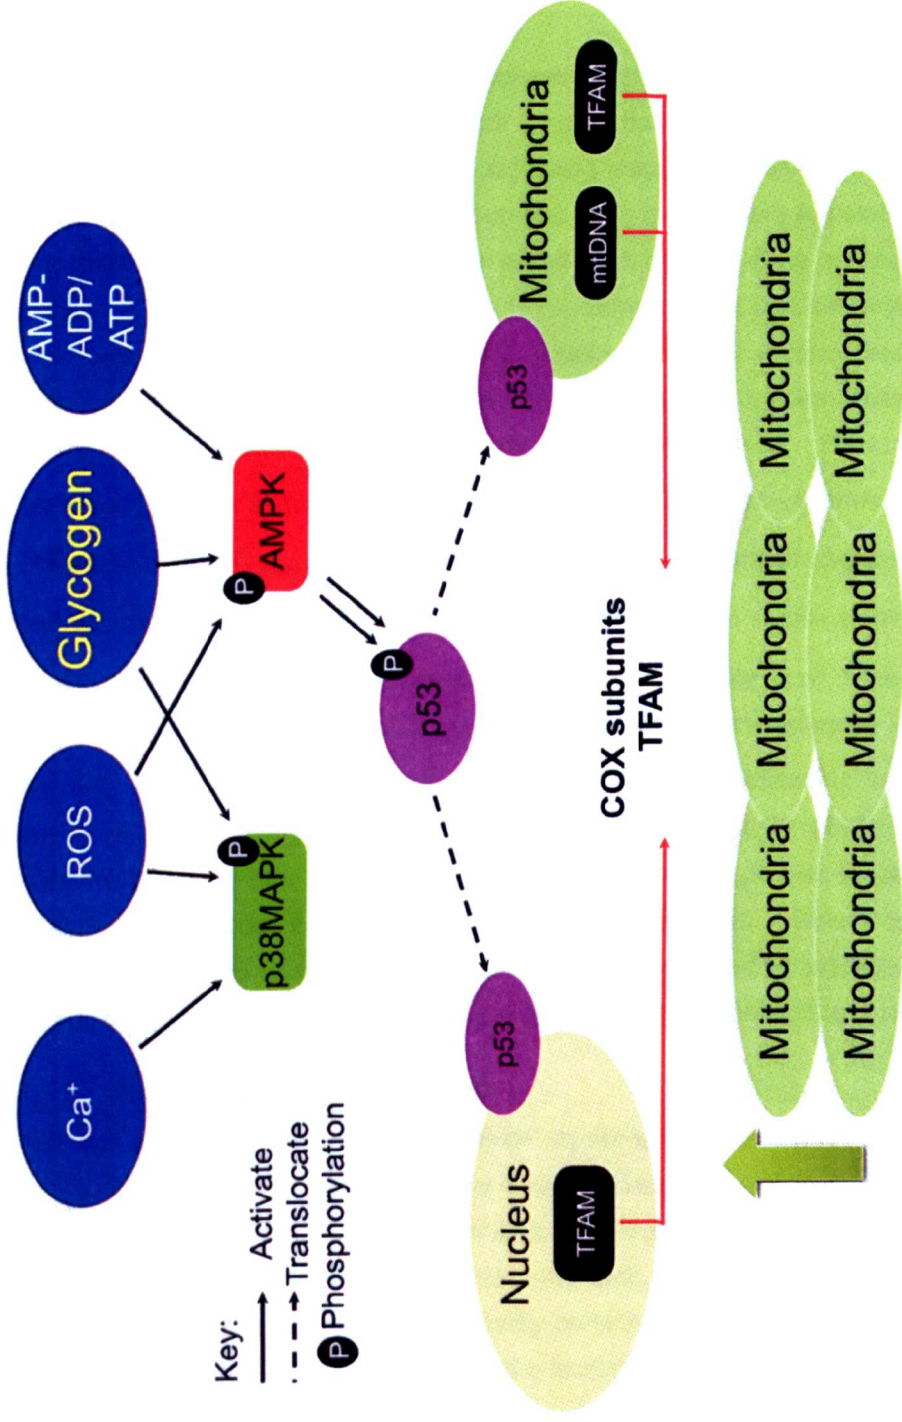 Ca+
ROS
Glycogen
AMP-
ADP/
ATP
P
p38MAPK
P
AMPK
Key:
Activate
Translocate
P Phosphorylation
P
p53
p53
Nucleus
TFAM
p53
Mitochondria
mtDNA
TFAM
COX subunits
TFAM
Mitochondria Mitochondria Mitochondria
Mitochondria Mitochondria Mitochondria